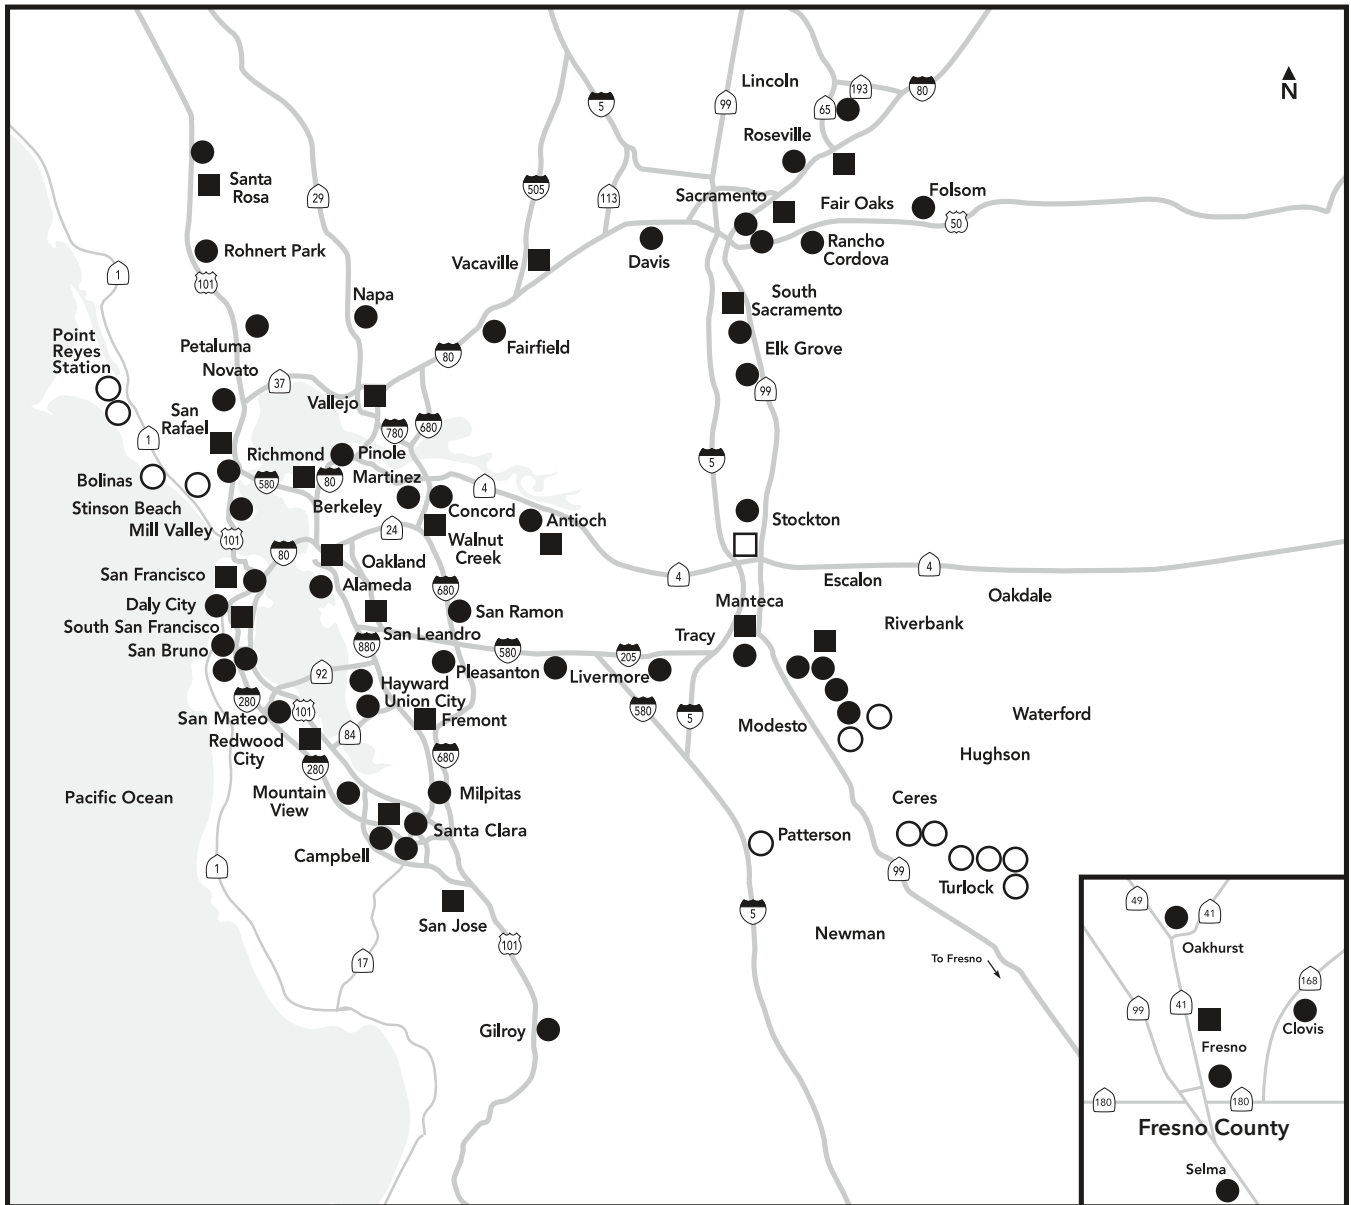 Lincoln
193
80
5
99
65
N
Roseville
Santa
Rosa
29
505
113
Sacramento
Fair Oaks
Folsom
50
Rohnert Park
Vacaville
Davis
Rancho
Cordova
1
101
Napa
South
Sacramento
Point
Reyes
Station
Petaluma
Fairfield
Elk Grove
80
Novato
37
99
Vallejo
San
Rafael
780
680
1
Richmond
Pinole
5
Bolinas
580
80
Martinez
4
Stinson Beach
Berkeley
Concord
Antioch
Stockton
Mill Valley
101
24
Walnut
Creek
80
Oakland
San Francisco
Alameda
680
4
4
Escalon
Oakdale
Daly City
San Ramon
Manteca
South San Francisco
San Leandro
Tracy
Riverbank
San Bruno
880
580
205
92
Pleasanton
Livermore
Hayward
280
Union City
580
5
San Mateo
101
Fremont
Modesto
Waterford
Redwood
City
84
280
680
Hughson
Pacific Ocean
Mountain
View
Milpitas
Ceres
Santa Clara
Patterson
Campbell
1
99
Turlock
San Jose
5
Newman
101
17
To Fresno
Gilroy
49
41
Oakhurst
168
99
41
Clovis
Fresno
180
180
Fresno County
Selma